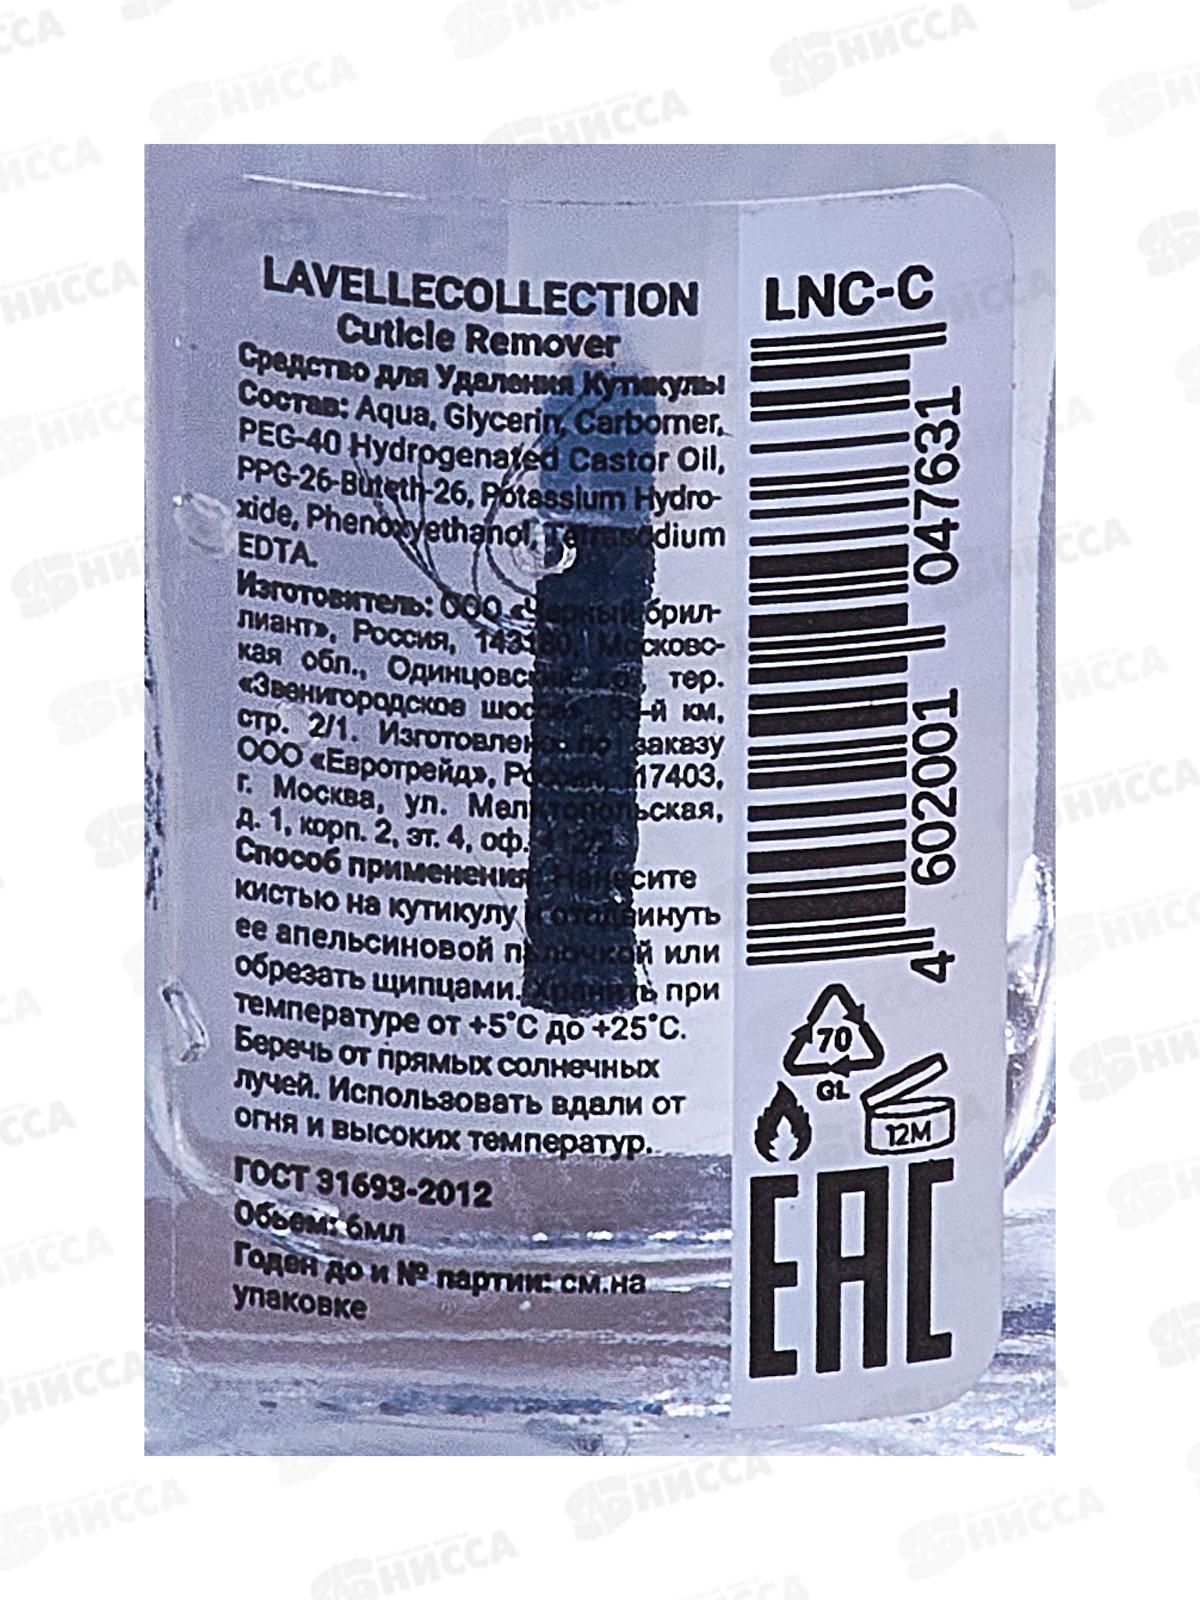 LAVELLECOLLECTION
Cuticle Remover
Средство для Удаления Кутикулы
Состав: Aqua, Glycerin, Carbomer,
PEG-40 Hydrogenated Castor Oil,
PPG-26-Buteth-26, Potassium Hydro-
xide, Phenoxyethanol, Tetrasodium
EDTA.
Изготовитель: ООО «Черный брил-
лиант», Россия, 143180, Московс-
кая обл., Одинцовский тер.
«Звенигородское шоссе, км,
стр. 2/1. Изготовлено по заказу
ООО «Евротрейд», Россия, 117403,
г. Москва, ул. Мелитопольская,
д. 1, корп. 2, эт. 4, оф.
Способ применения: Нанесите
кистью на кутикулу и отодвинуть
ее апельсиновой палочкой или
обрезать щипцами. Хранить при
температуре от +5°C до +25°C.
Беречь от прямых солнечных
лучей. Использовать вдали от
огня и высоких температур.
ГОСТ 31693-2012
Объем: 6мл
Годен до и № партии: см.на
упаковке
LNC-C
4 602001 047631
70
GL
12M
EAC
НИССА